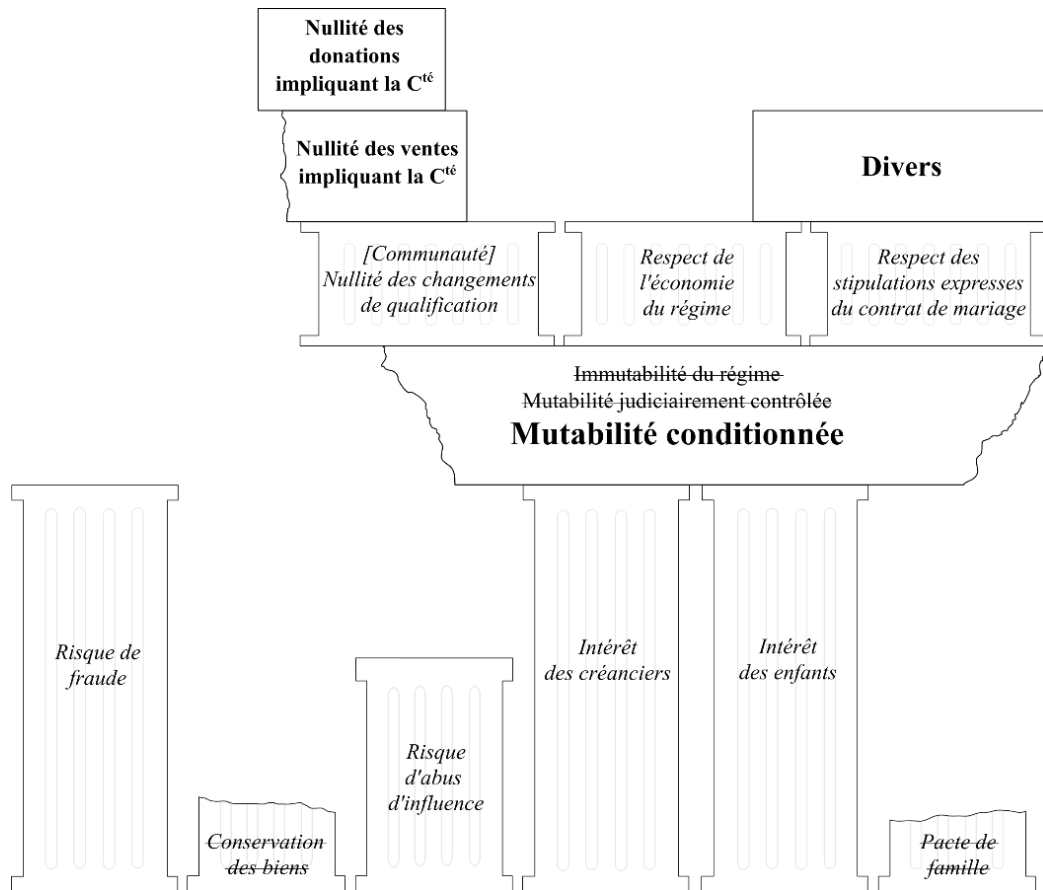 Nullité des
donations
impliquant la Cté
Nullité des ventes
impliquant la Cté
Divers
[Communauté]
Nullité des changements
de qualification
Respect de
l'économie
du régime
Respect des
stipulations expresses
du contrat de mariage
Immutabilité du régime
Mutabilité judiciairement contrôlée
Mutabilité conditionnée
Risque de
fraude
Conservation
des biens
Risque
d'abus
d'influence
Intérêt
des créanciers
Intérêt
des enfants
Pacte de
famille